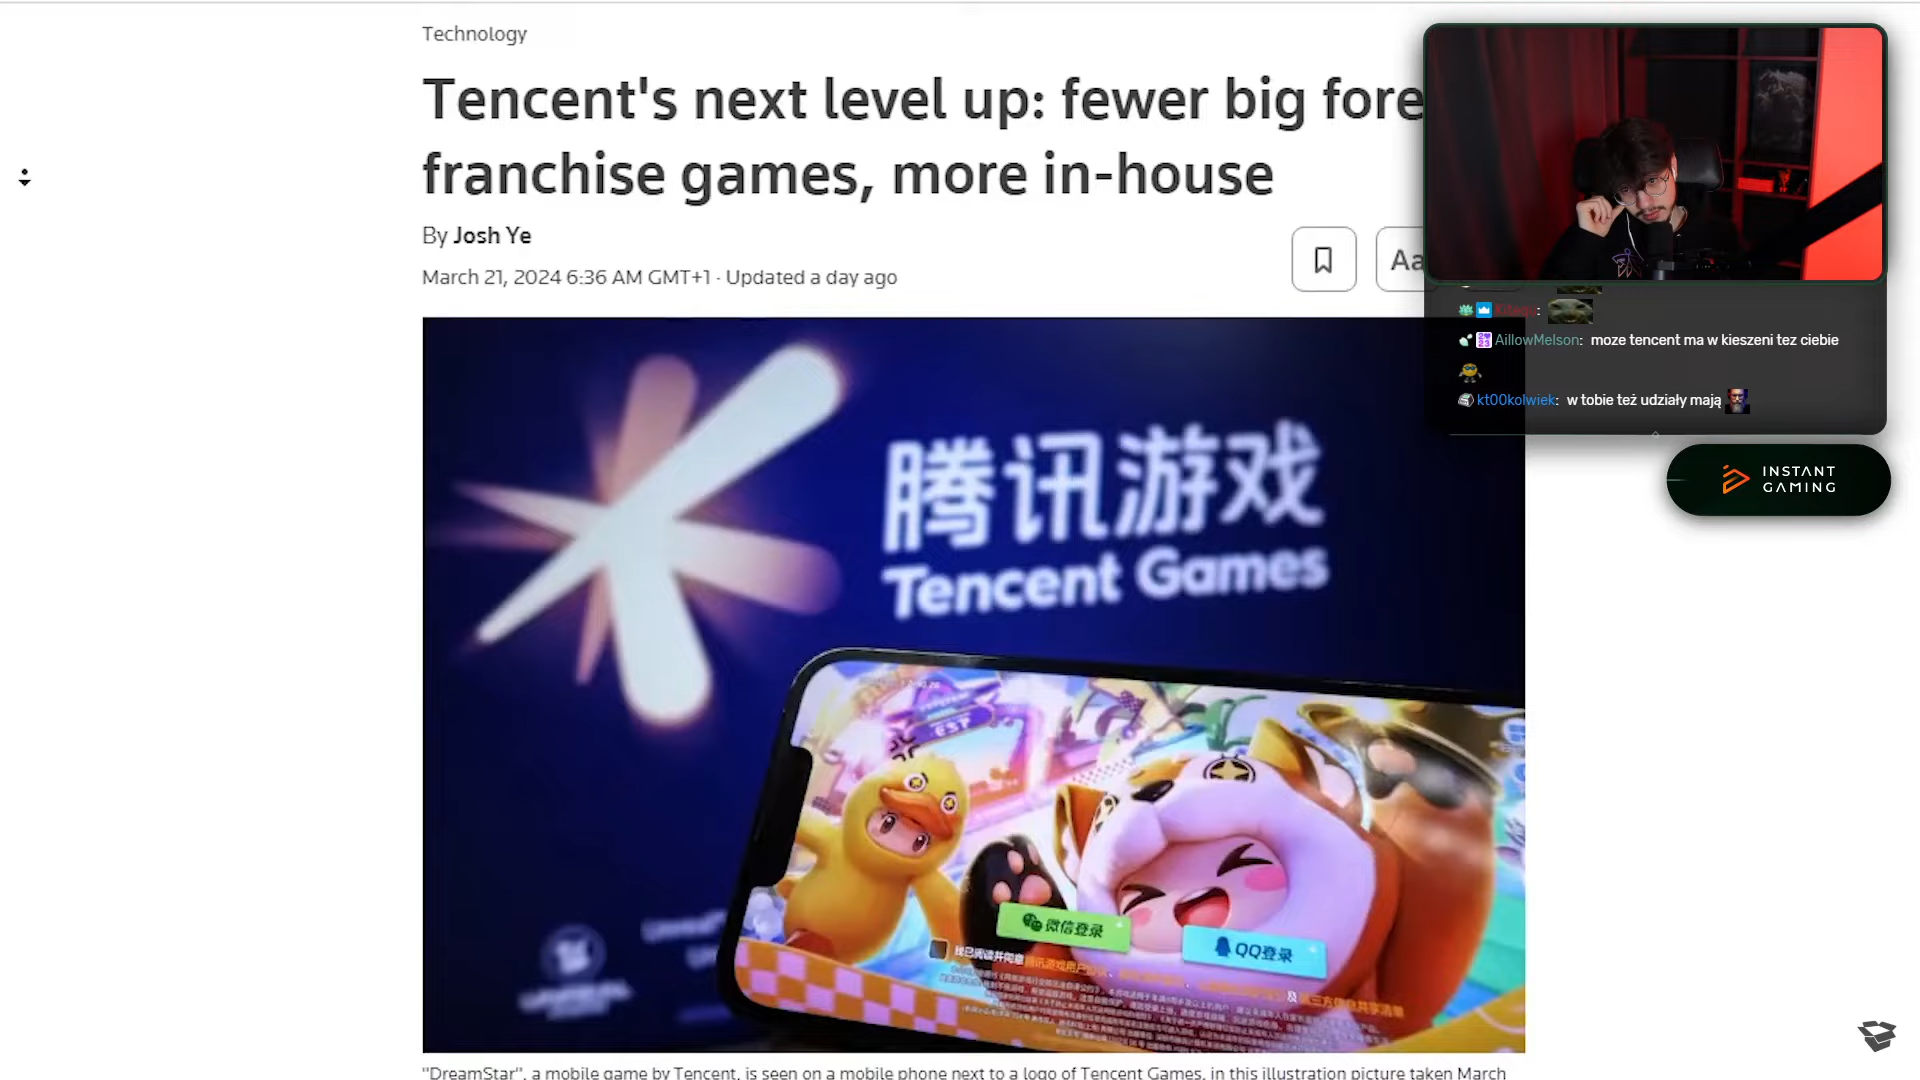 Technology
Tencent's next level up: fewer big fore
franchise games, more in-house
By Josh Ye
March 21, 2024 6:36 AM GMT+1 · Updated a day ago
Aa
AillowMelson: moze tencent ma w kieszeni tez ciebie
kt00kolwiek: w tobie też udziały mają
INSTANT
GAMING
腾讯游戏
Tencent Games
微信登录
QQ登录
"DreamStar", a mobile game by Tencent, is seen on a mobile phone next to a logo of Tencent Games, in this illustration picture taken March